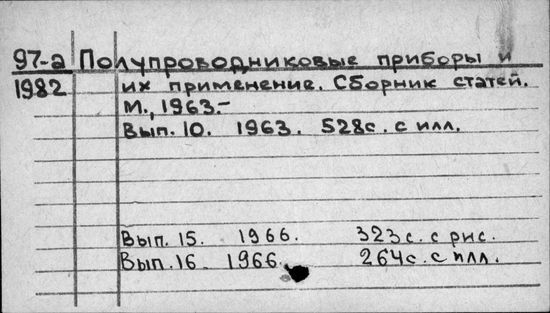 97-а Полупроводниковые приборы и
1982 их применение. Сборник статей.
М., 1963.-
Вып. 10. 1963. 528с. с илл.
Вып. 15. 1966. 323с. с рис.
Вып. 16 1966. 264с. с илл.